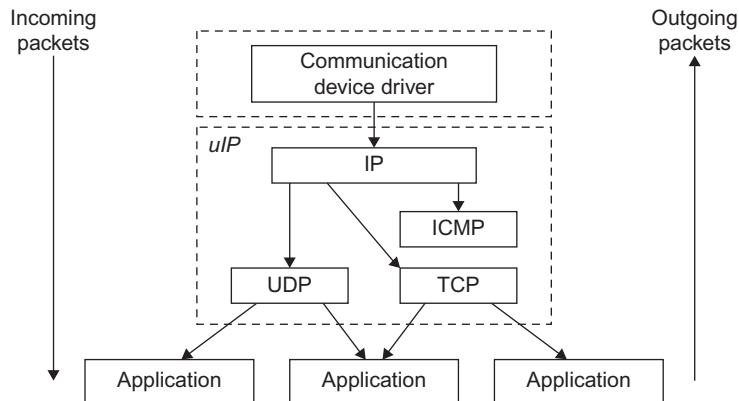 Incoming
packets
Outgoing
packets
Communication
device driver
uIP
IP
ICMP
UDP
TCP
Application
Application
Application